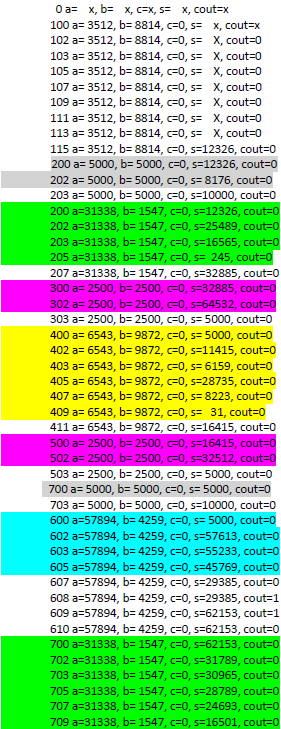 0 a= x, b= x, c=x, s= x, cout=x
100 a= 3512, b= 8814, c=0, s= x, cout=x
102 a= 3512, b= 8814, c=0, s= X, cout=0
103 a= 3512, b= 8814, c=0, s= X, cout=0
105 a= 3512, b= 8814, c=0, s= X, cout=0
107 a= 3512, b= 8814, c=0, s= X, cout=0
109 a= 3512, b= 8814, c=0, s= X, cout=0
111 a= 3512, b= 8814, c=0, s= X, cout=0
113 a= 3512, b= 8814, c=0, s= X, cout=0
115 a= 3512, b= 8814, c=0, s=12326, cout=0
200 a= 5000, b= 5000, c=0, s=12326, cout=0
202 a= 5000, b= 5000, c=0, s= 8176, cout=0
203 a= 5000, b= 5000, c=0, s=10000, cout=0
200 a=31338, b= 1547, c=0, s=12326, cout=0
202 a=31338, b= 1547, c=0, s=25489, cout=0
203 a=31338, b= 1547, c=0, s=16565, cout=0
205 a=31338, b= 1547, c=0, s= 245, cout=0
207 a=31338, b= 1547, c=0, s=32885, cout=0
300 a= 2500, b= 2500, c=0, s=32885, cout=0
302 a= 2500, b= 2500, c=0, s=64532, cout=0
303 a= 2500, b= 2500, c=0, s= 5000, cout=0
400 a= 6543, b= 9872, c=0, s= 5000, cout=0
402 a= 6543, b= 9872, c=0, s=11415, cout=0
403 a= 6543, b= 9872, c=0, s= 6159, cout=0
405 a= 6543, b= 9872, c=0, s=28735, cout=0
407 a= 6543, b= 9872, c=0, s= 8223, cout=0
409 a= 6543, b= 9872, c=0, s= 31, cout=0
411 a= 6543, b= 9872, c=0, s=16415, cout=0
500 a= 2500, b= 2500, c=0, s=16415, cout=0
502 a= 2500, b= 2500, c=0, s=32512, cout=0
503 a= 2500, b= 2500, c=0, s= 5000, cout=0
700 a= 5000, b= 5000, c=0, s= 5000, cout=0
703 a= 5000, b= 5000, c=0, s=10000, cout=0
600 a=57894, b= 4259, c=0, s= 5000, cout=0
602 a=57894, b= 4259, c=0, s=57613, cout=0
603 a=57894, b= 4259, c=0, s=55233, cout=0
605 a=57894, b= 4259, c=0, s=45769, cout=0
607 a=57894, b= 4259, c=0, s=29385, cout=0
608 a=57894, b= 4259, c=0, s=29385, cout=1
609 a=57894, b= 4259, c=0, s=62153, cout=1
610 a=57894, b= 4259, c=0, s=62153, cout=0
700 a=31338, b= 1547, c=0, s=62153, cout=0
702 a=31338, b= 1547, c=0, s=31789, cout=0
703 a=31338, b= 1547, c=0, s=30965, cout=0
705 a=31338, b= 1547, c=0, s=28789, cout=0
707 a=31338, b= 1547, c=0, s=24693, cout=0
709 a=31338, b= 1547, c=0, s=16501, cout=0